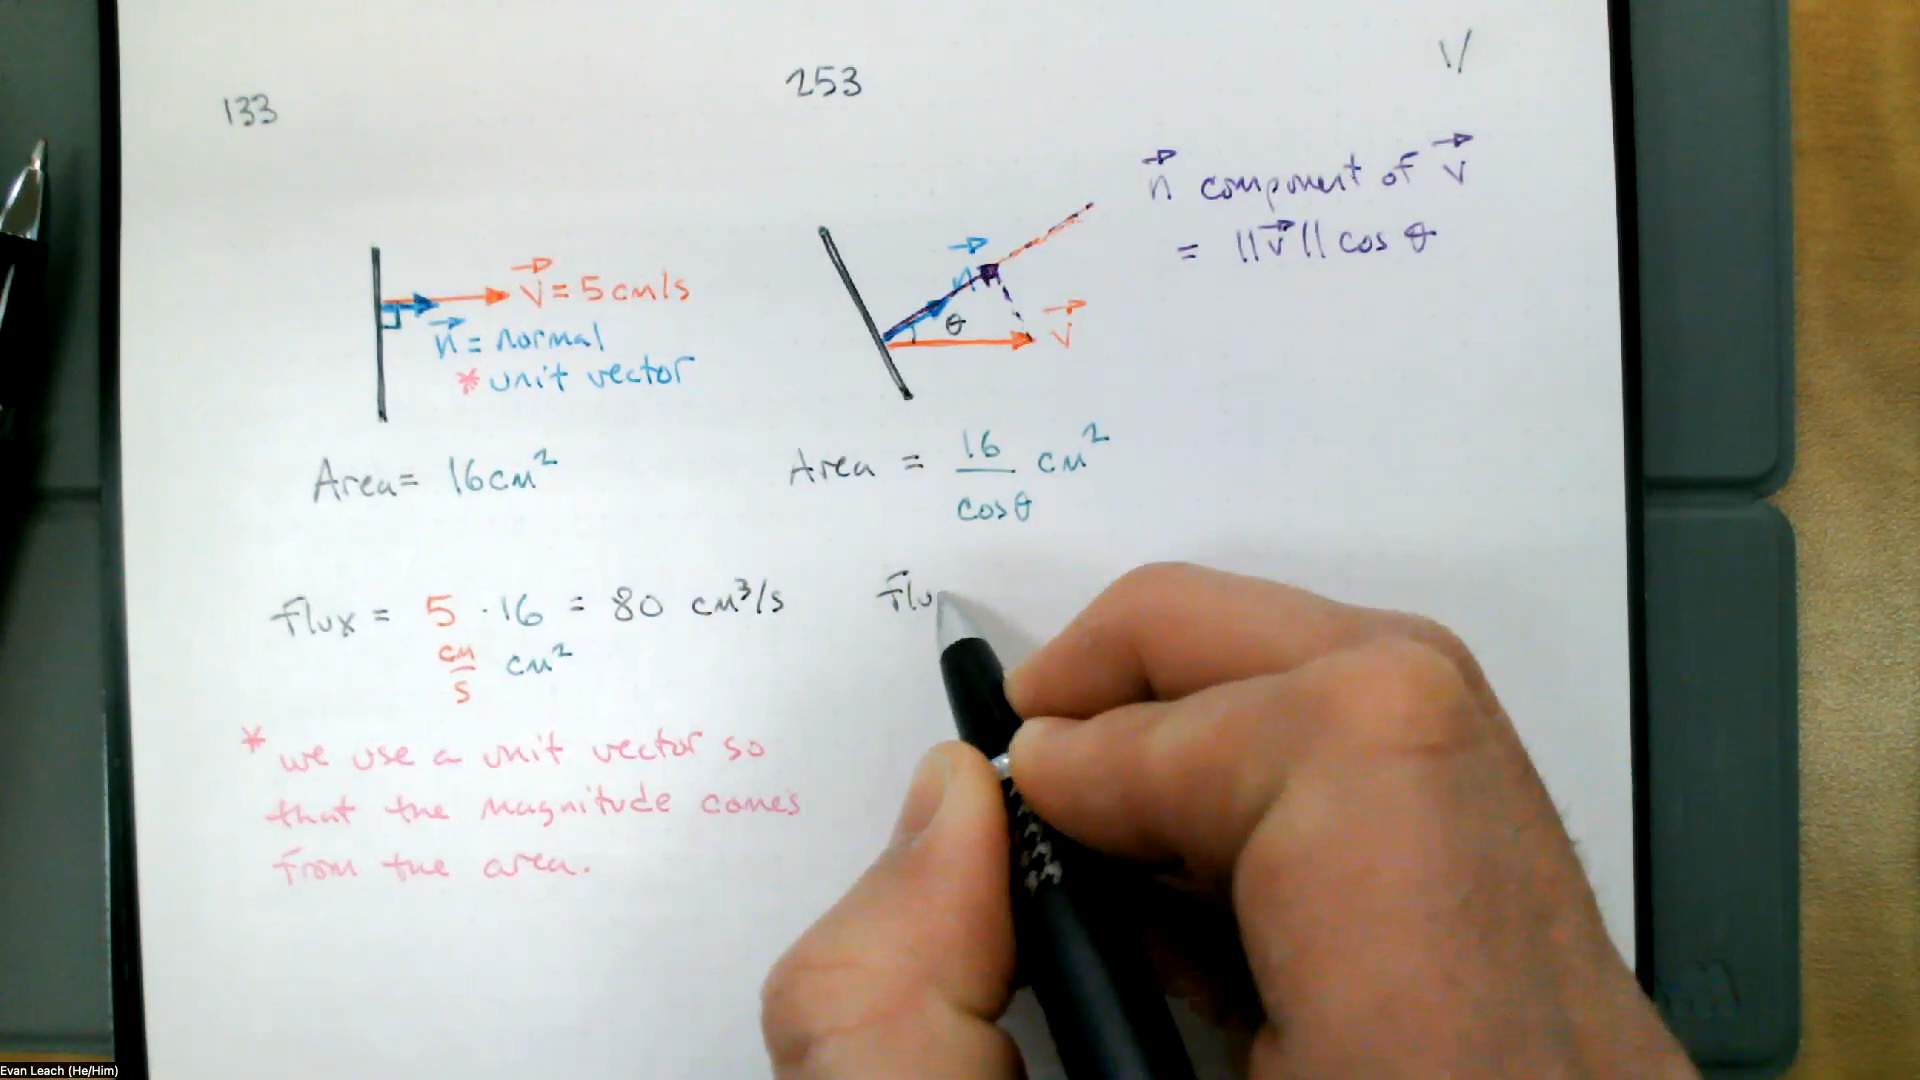 133
253
1/
n component of v
= ||v|| cos θ
v = 5 cm/s
n = normal
* unit vector
n
θ
v
Area = 16 cm²
Area = 16/cosθ cm²
Flux = 5 · 16 = 80 cm³/s
cm/s cm²
Flu
* we use a unit vector so
that the magnitude comes
from the area.
Evan Leach (He/Him)